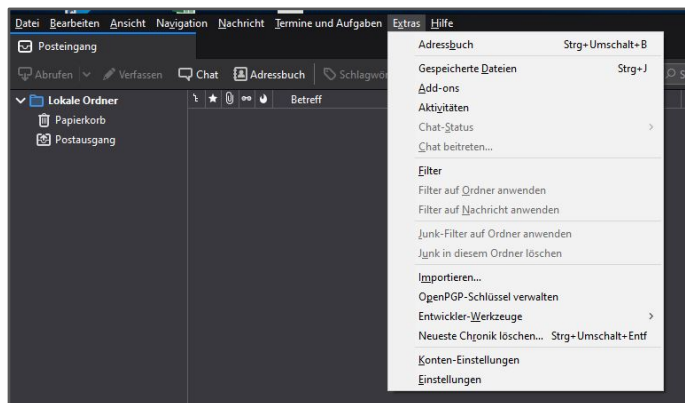 Datei Bearbeiten Ansicht Navigation Nachricht Termine und Aufgaben Extras Hilfe
Posteingang
Abrufen Verfassen Chat Adressbuch Schlagwör
Lokale Ordner
Papierkorb
Postausgang
Betreff
Adressbuch Strg+Umschalt+B
Gespeicherte Dateien Strg+J
Add-ons
Aktivitäten
Chat-Status
Chat beitreten...
Filter
Filter auf Ordner anwenden
Filter auf Nachricht anwenden
Junk-Filter auf Ordner anwenden
Junk in diesem Ordner löschen
Importieren...
OpenPGP-Schlüssel verwalten
Entwickler-Werkzeuge
Neueste Chronik löschen... Strg+Umschalt+Entf
Konten-Einstellungen
Einstellungen